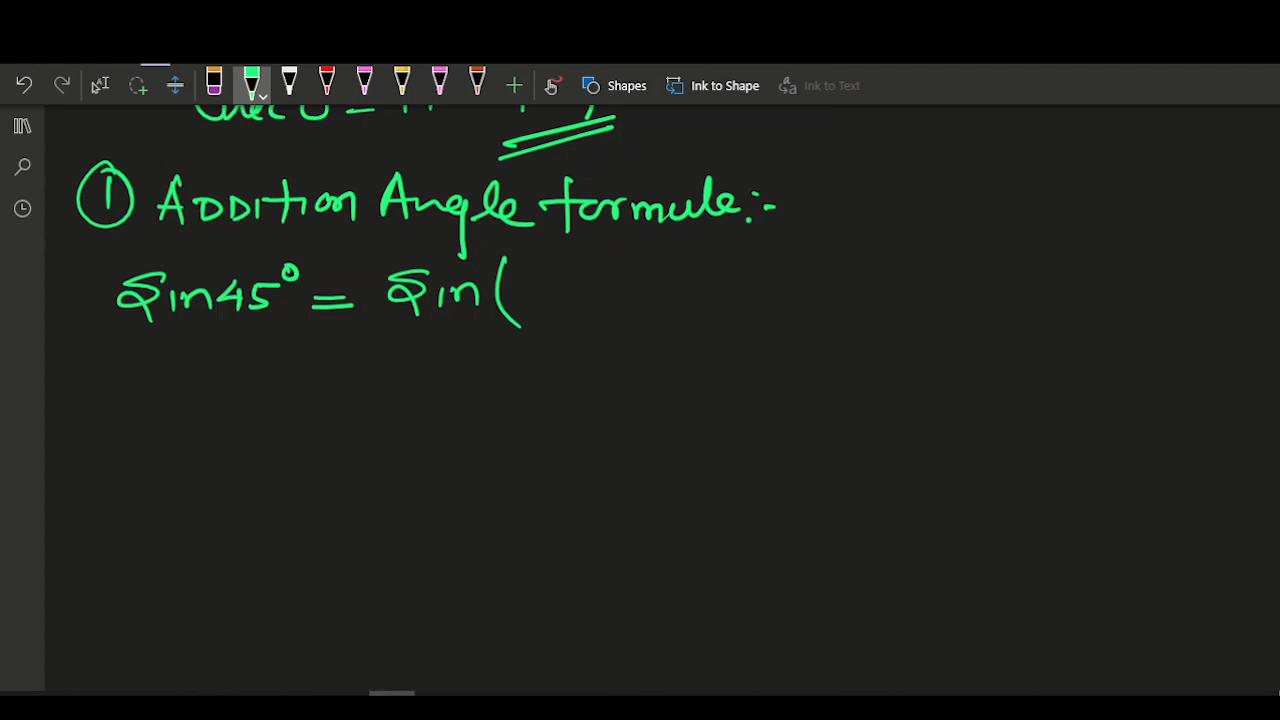 Shapes Ink to Shape Ink to Text
① Addition Angle formule:-
Sin45° = Sin(